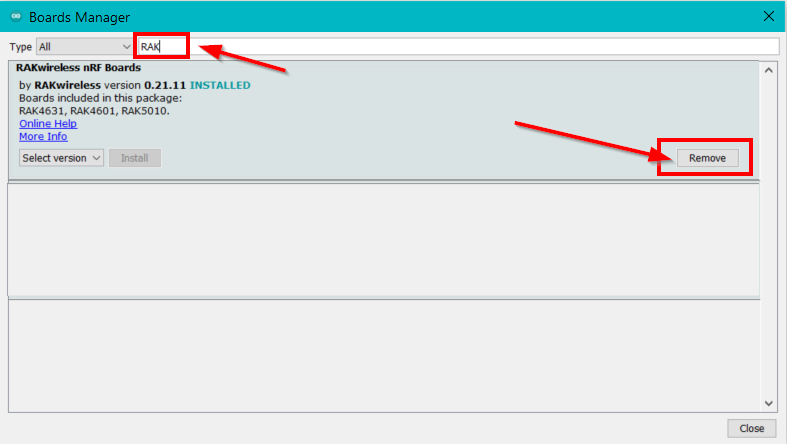 Boards Manager
Type All RAK
RAKwireless nRF Boards
by RAKwireless version 0.21.11 INSTALLED
Boards included in this package:
RAK4631, RAK4601, RAK5010.
Online Help
More Info
Select version Install Remove
Close